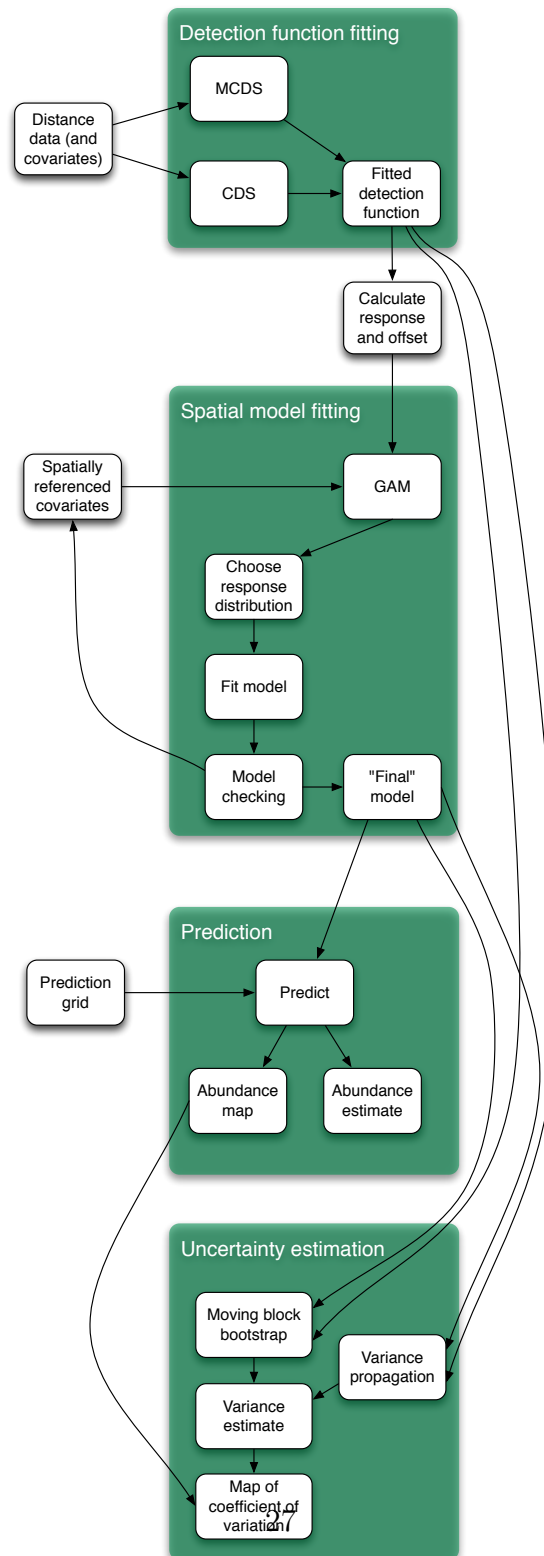 Detection function fitting
MCDS
Distance
data (and
covariates)
CDS
Fitted
detection
function
Calculate
response
and offset
Spatial model fitting
Spatially
referenced
covariates
GAM
Choose
response
distribution
Fit model
Model
checking
"Final"
model
Prediction
Prediction
grid
Predict
Abundance
map
Abundance
estimate
Uncertainty estimation
Moving block
bootstrap
Variance
propagation
Variance
estimate
Map of
coefficient of
variation
27